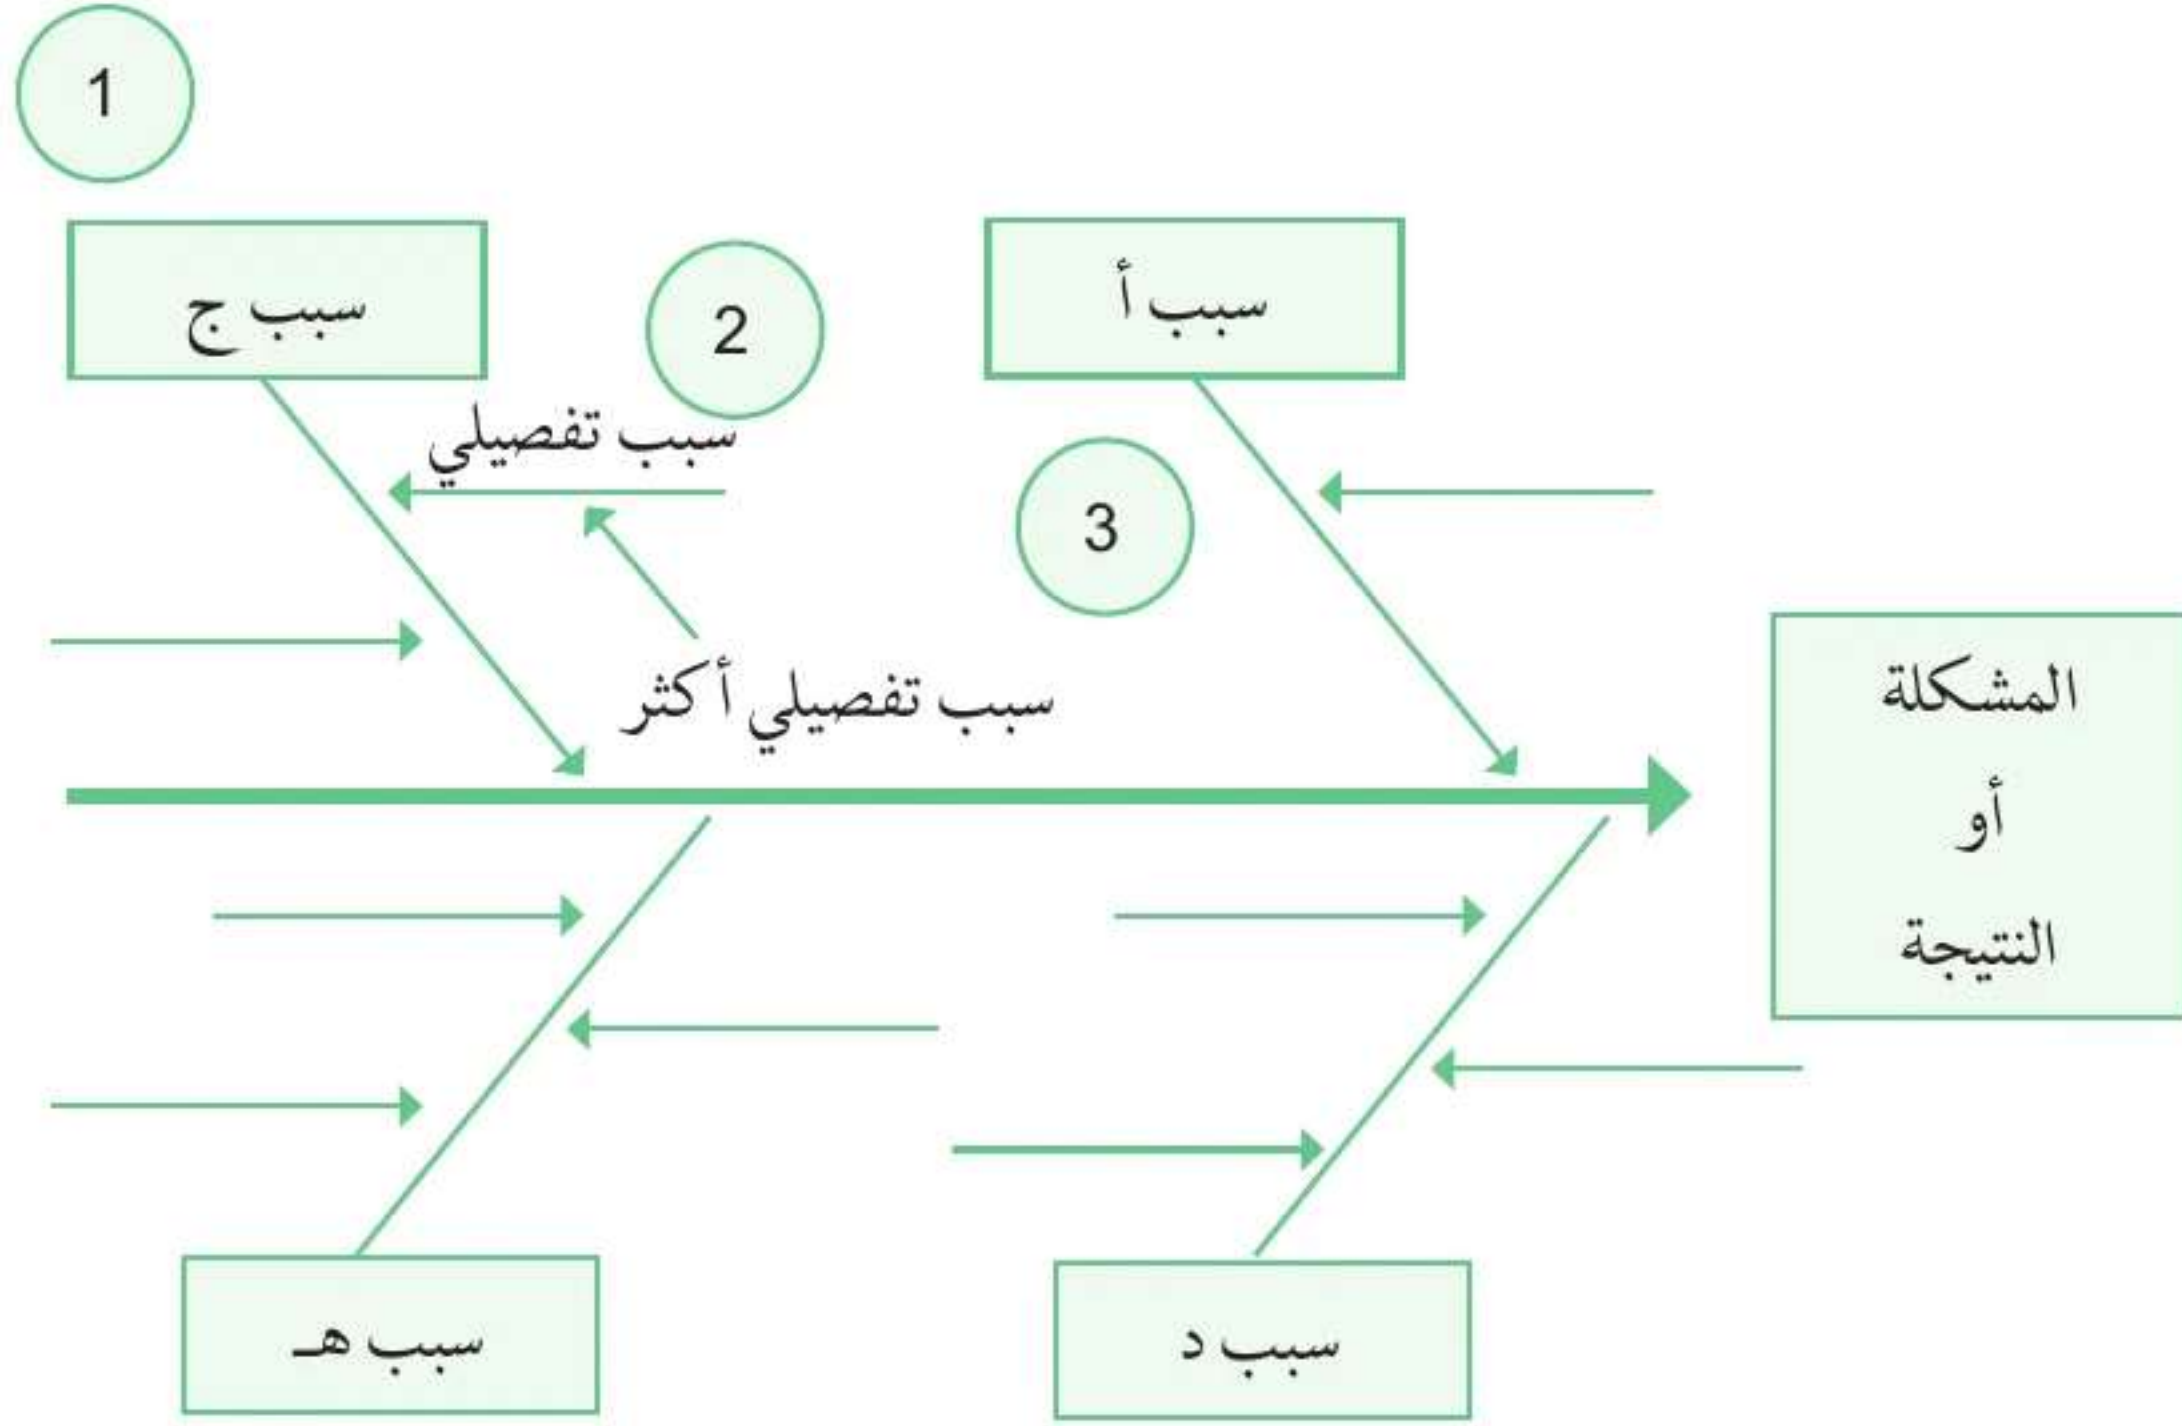 1
سبب أ
سبب ج
2
سبب تفصيلي
3
سبب تفصيلي أكثر
المشكلة
أو
النتيجة
سبب د
سبب هـ